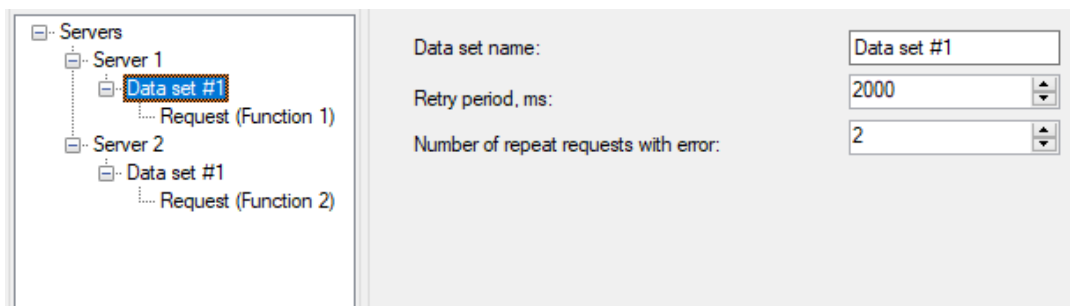 Servers
Server 1
Data set #1
Request (Function 1)
Server 2
Data set #1
Request (Function 2)
Data set name: Data set #1
Retry period, ms: 2000
Number of repeat requests with error: 2